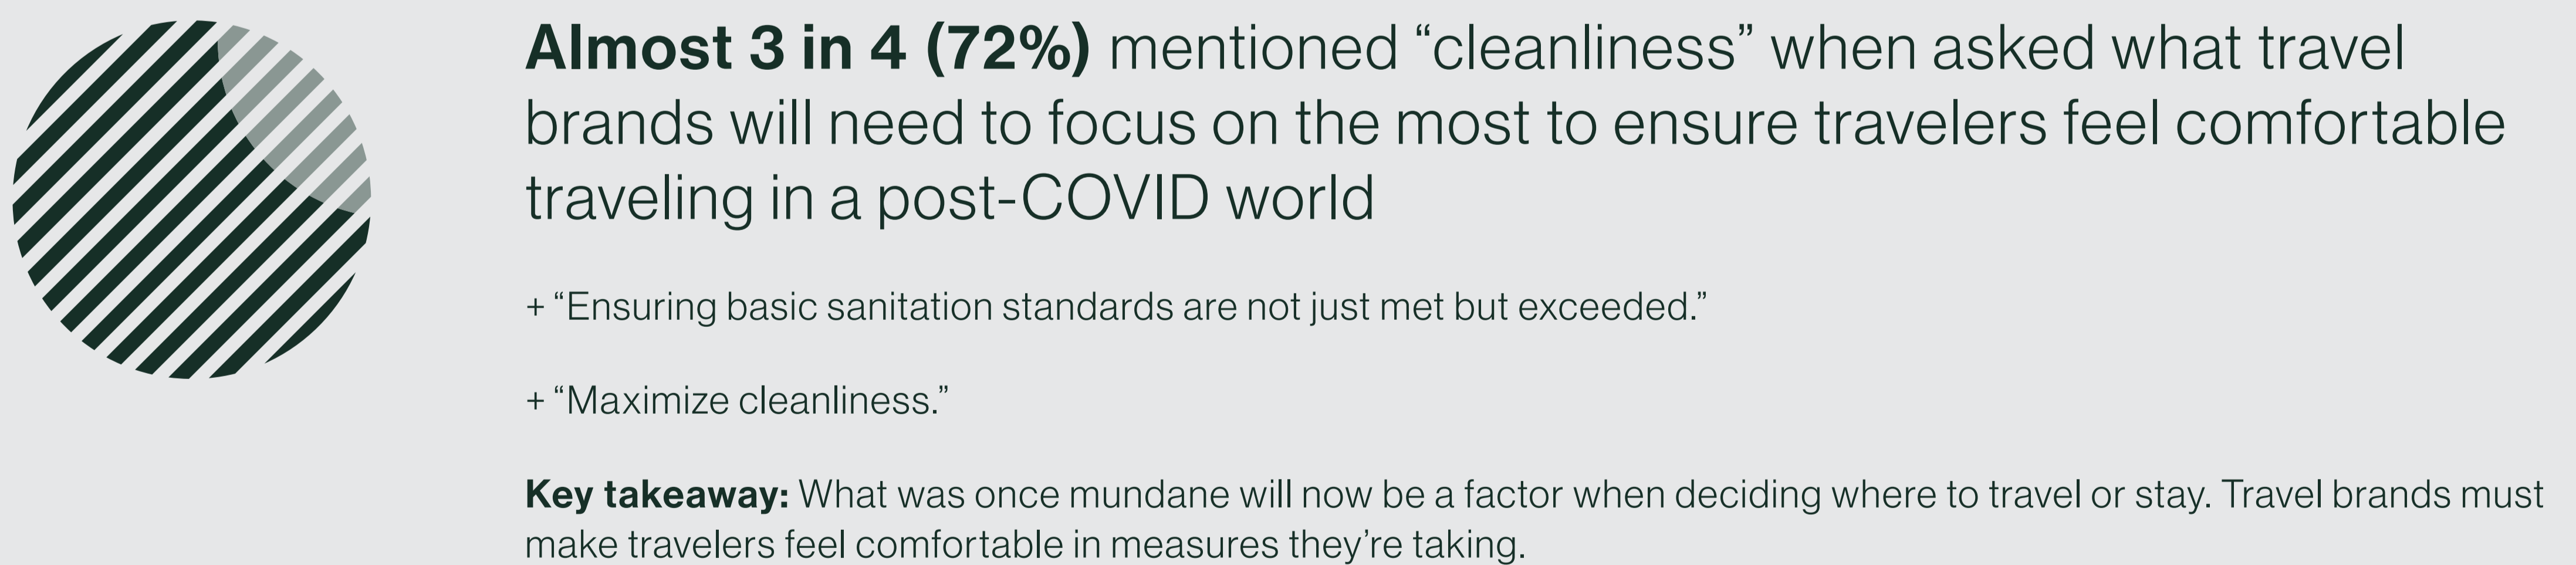 Almost 3 in 4 (72%) mentioned “cleanliness” when asked what travel
brands will need to focus on the most to ensure travelers feel comfortable
traveling in a post-COVID world
+ “Ensuring basic sanitation standards are not just met but exceeded.”
+ “Maximize cleanliness.”
Key takeaway: What was once mundane will now be a factor when deciding where to travel or stay. Travel brands must
make travelers feel comfortable in measures they’re taking.